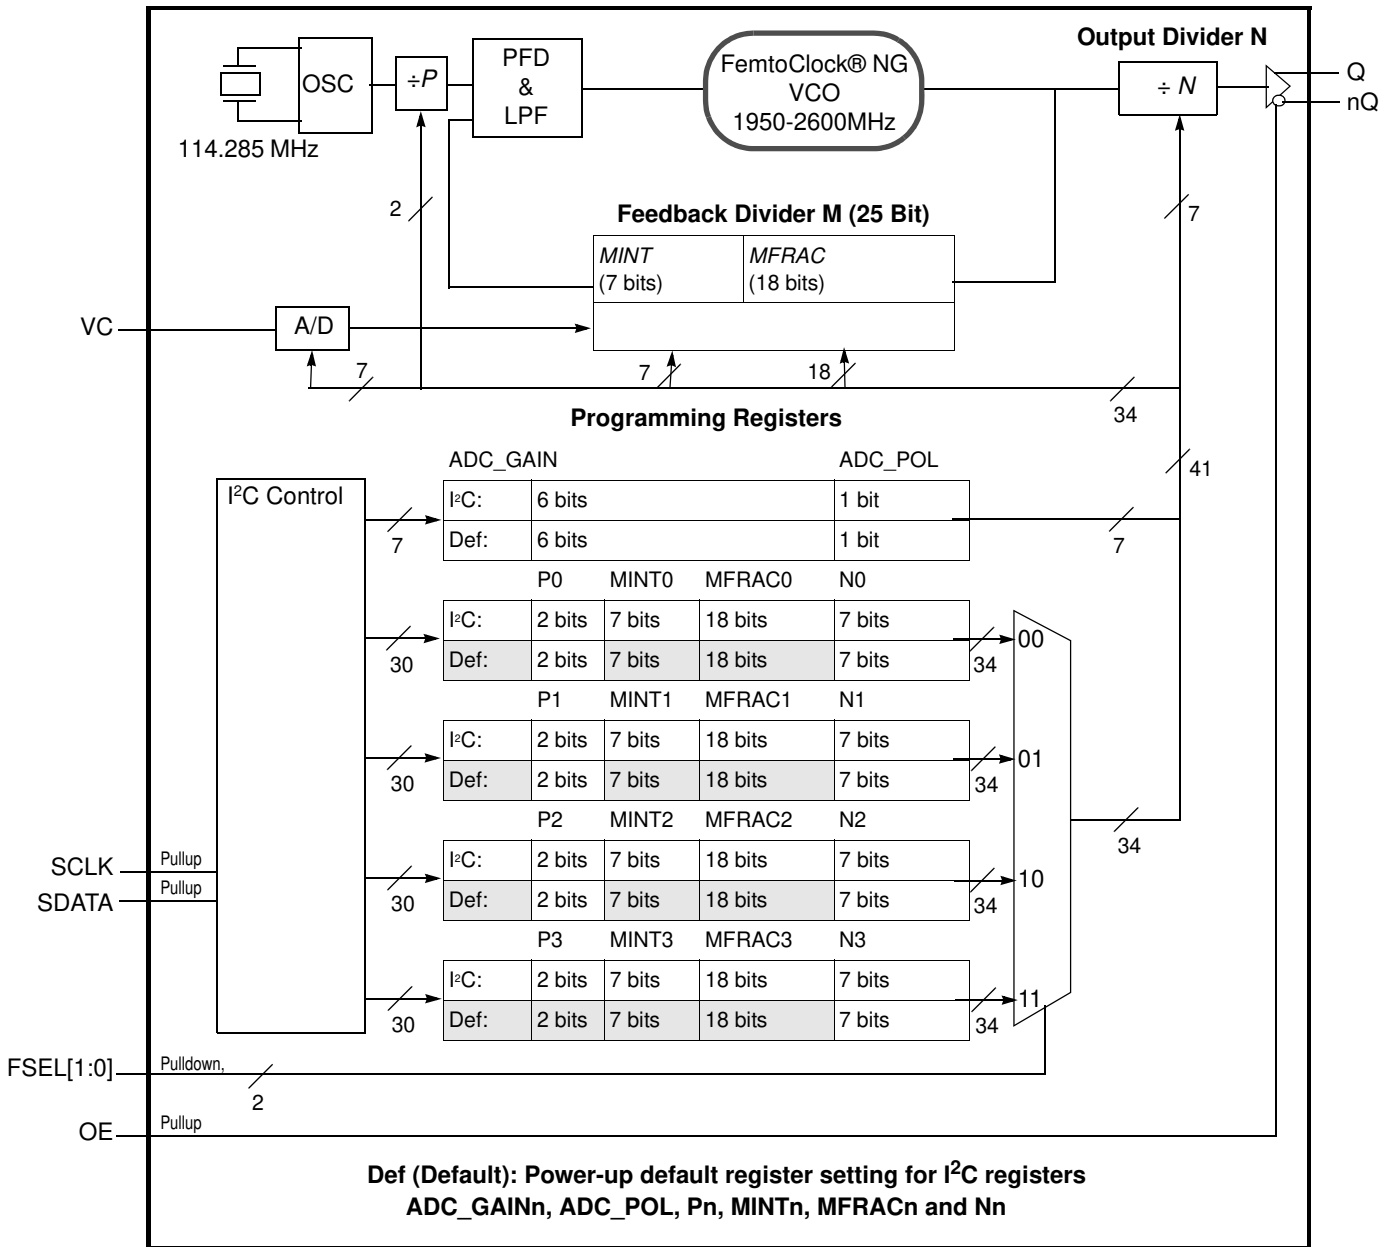 Output Divider N
OSC
÷P
PFD
&
LPF
FemtoClock® NG
VCO
1950-2600MHz
÷ N
Q
nQ
114.285 MHz
2
7
Feedback Divider M (25 Bit)
MINT
(7 bits)
MFRAC
(18 bits)
VC
A/D
7
7
18
34
Programming Registers
41
ADC_GAIN ADC_POL
I²C Control
I²C: 6 bits 1 bit
Def: 6 bits 1 bit
7
7
P0 MINT0 MFRAC0 N0
I²C: 2 bits 7 bits 18 bits 7 bits
Def: 2 bits 7 bits 18 bits 7 bits
30
34
00
P1 MINT1 MFRAC1 N1
I²C: 2 bits 7 bits 18 bits 7 bits
Def: 2 bits 7 bits 18 bits 7 bits
30
34
01
P2 MINT2 MFRAC2 N2
34
I²C: 2 bits 7 bits 18 bits 7 bits
Def: 2 bits 7 bits 18 bits 7 bits
30
34
10
SCLK Pullup
SDATA Pullup
P3 MINT3 MFRAC3 N3
I²C: 2 bits 7 bits 18 bits 7 bits
Def: 2 bits 7 bits 18 bits 7 bits
30
34
11
FSEL[1:0] Pulldown,
2
OE Pullup
Def (Default): Power-up default register setting for I²C registers
ADC_GAINn, ADC_POL, Pn, MINTn, MFRACn and Nn